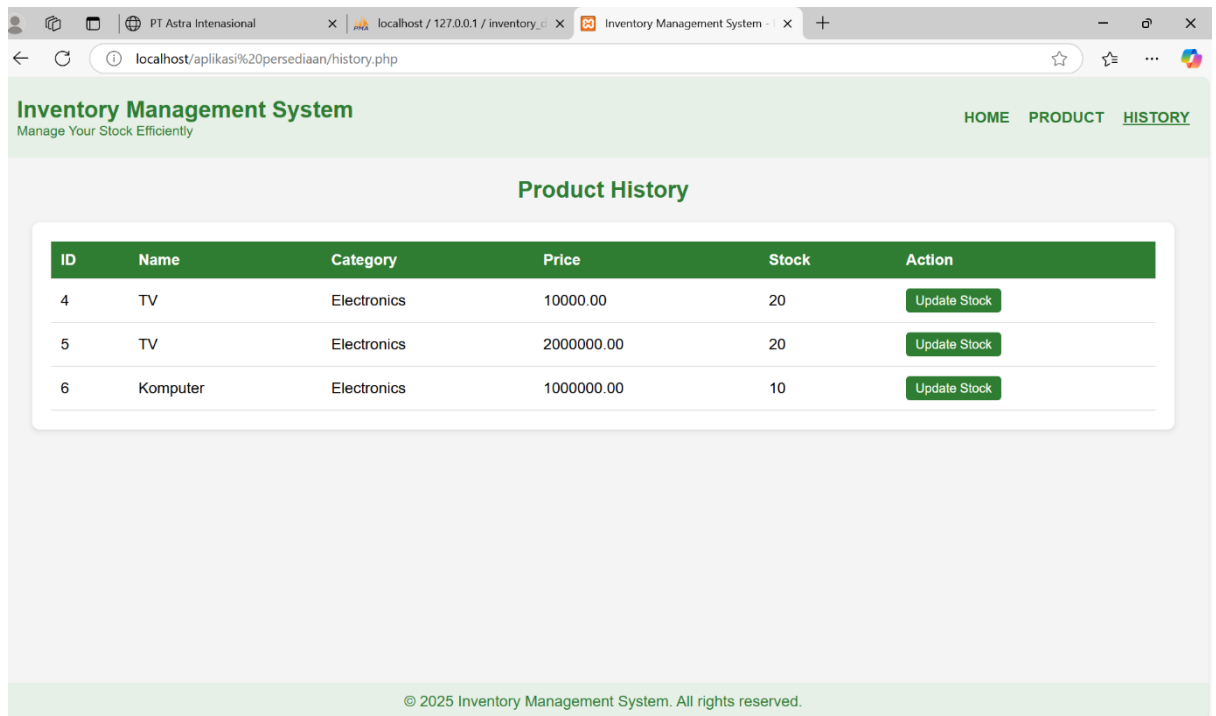 PT Astra Intenasional
localhost / 127.0.0.1 / inventory_d
Inventory Management System -
localhost/aplikasi%20persediaan/history.php
Inventory Management System
Manage Your Stock Efficiently
HOME PRODUCT HISTORY
Product History
ID Name Category Price Stock Action
4 TV Electronics 10000.00 20 Update Stock
5 TV Electronics 2000000.00 20 Update Stock
6 Komputer Electronics 1000000.00 10 Update Stock
© 2025 Inventory Management System. All rights reserved.